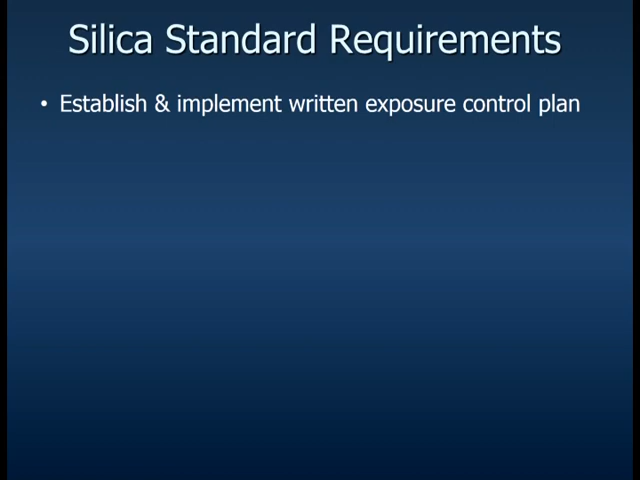 Silica Standard Requirements
• Establish & implement written exposure control plan